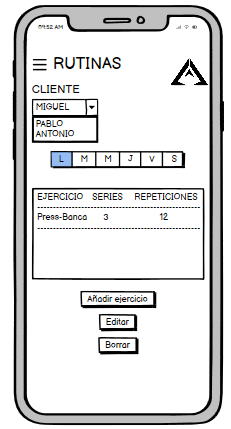 09:52 AM
RUTINAS
CLIENTE
MIGUEL
PABLO
ANTONIO
L M M J V S
EJERCICIO SERIES REPETICIONES
Press-Banca 3 12
Añadir ejercicio
Editar
Borrar